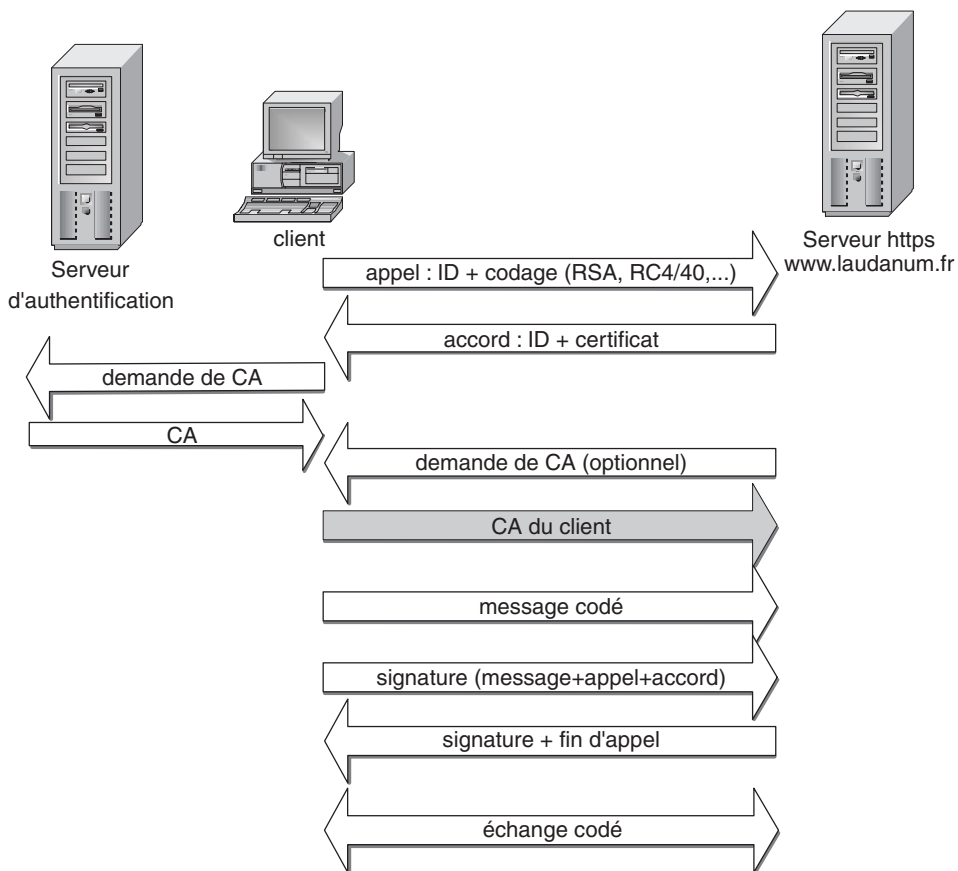 client
Serveur
d'authentification
Serveur https
www.laudanum.fr
appel : ID + codage (RSA, RC4/40,...)
accord : ID + certificat
demande de CA
CA
demande de CA (optionnel)
CA du client
message codé
signature (message+appel+accord)
signature + fin d'appel
échange codé